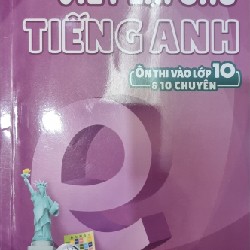 TIẾNG ANH
ÔN THI VÀO LỚP 10
& 10 CHUYÊN